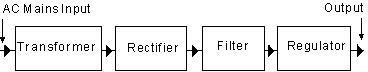 AC Mains Input
Output
Transformer
Rectifier
Filter
Regulator